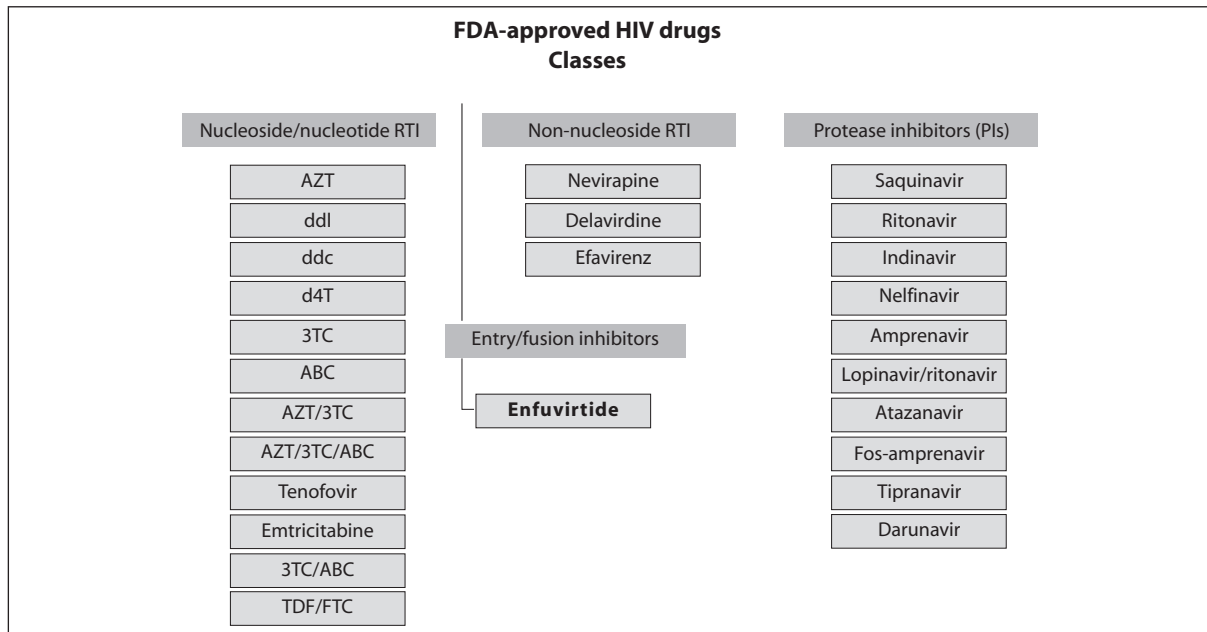 FDA-approved HIV drugs
Classes
Nucleoside/nucleotide RTI
AZT
ddl
ddc
d4T
3TC
ABC
AZT/3TC
AZT/3TC/ABC
Tenofovir
Emtricitabine
3TC/ABC
TDF/FTC
Non-nucleoside RTI
Nevirapine
Delavirdine
Efavirenz
Entry/fusion inhibitors
Enfuvirtide
Protease inhibitors (PIs)
Saquinavir
Ritonavir
Indinavir
Nelfinavir
Amprenavir
Lopinavir/ritonavir
Atazanavir
Fos-amprenavir
Tipranavir
Darunavir